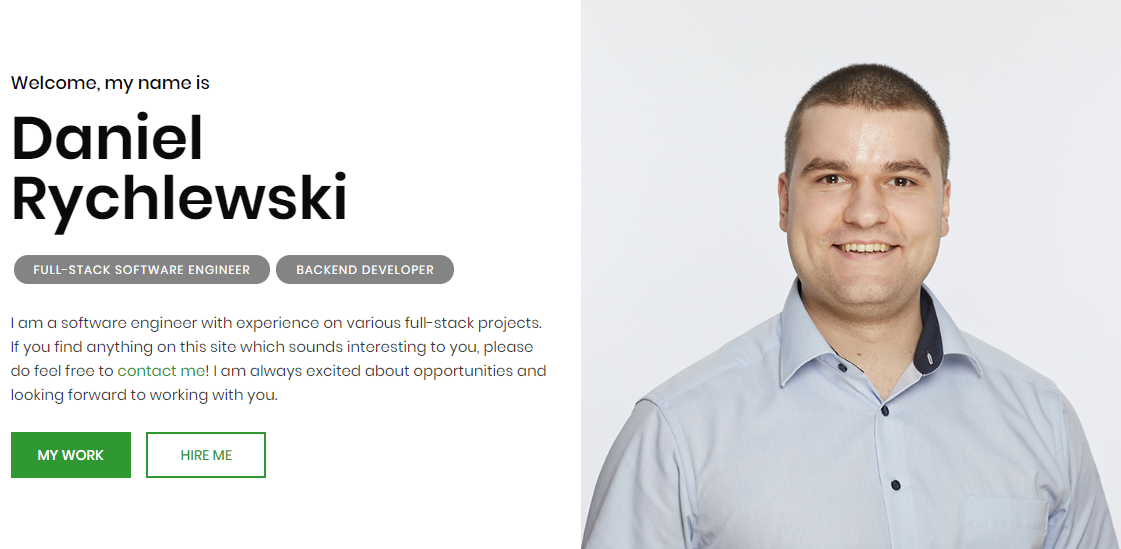 Welcome, my name is
Daniel
Rychlewski
FULL-STACK SOFTWARE ENGINEER BACKEND DEVELOPER
I am a software engineer with experience on various full-stack projects.
If you find anything on this site which sounds interesting to you, please
do feel free to contact me! I am always excited about opportunities and
looking forward to working with you.
MY WORK HIRE ME